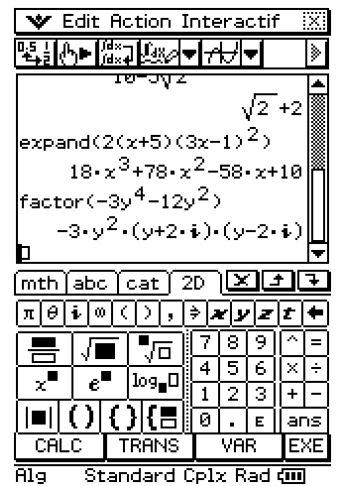 Edit Action Interactif
√2 +2
expand(2(x+5)(3x-1)²)
18·x³+78·x²-58·x+10
factor(-3y⁴-12y²)
-3·y²·(y+2·i)·(y-2·i)
mth abc cat 2D
π θ i ∞ ( ) , ⇒ x y z t
√■ ■√□ 7 8 9 ^ =
x■ e■ log■□ 4 5 6 × ÷
1 2 3 + -
|■| () {} 0 . E ans
CALC TRANS VAR EXE
Alg Standard Cplx Rad